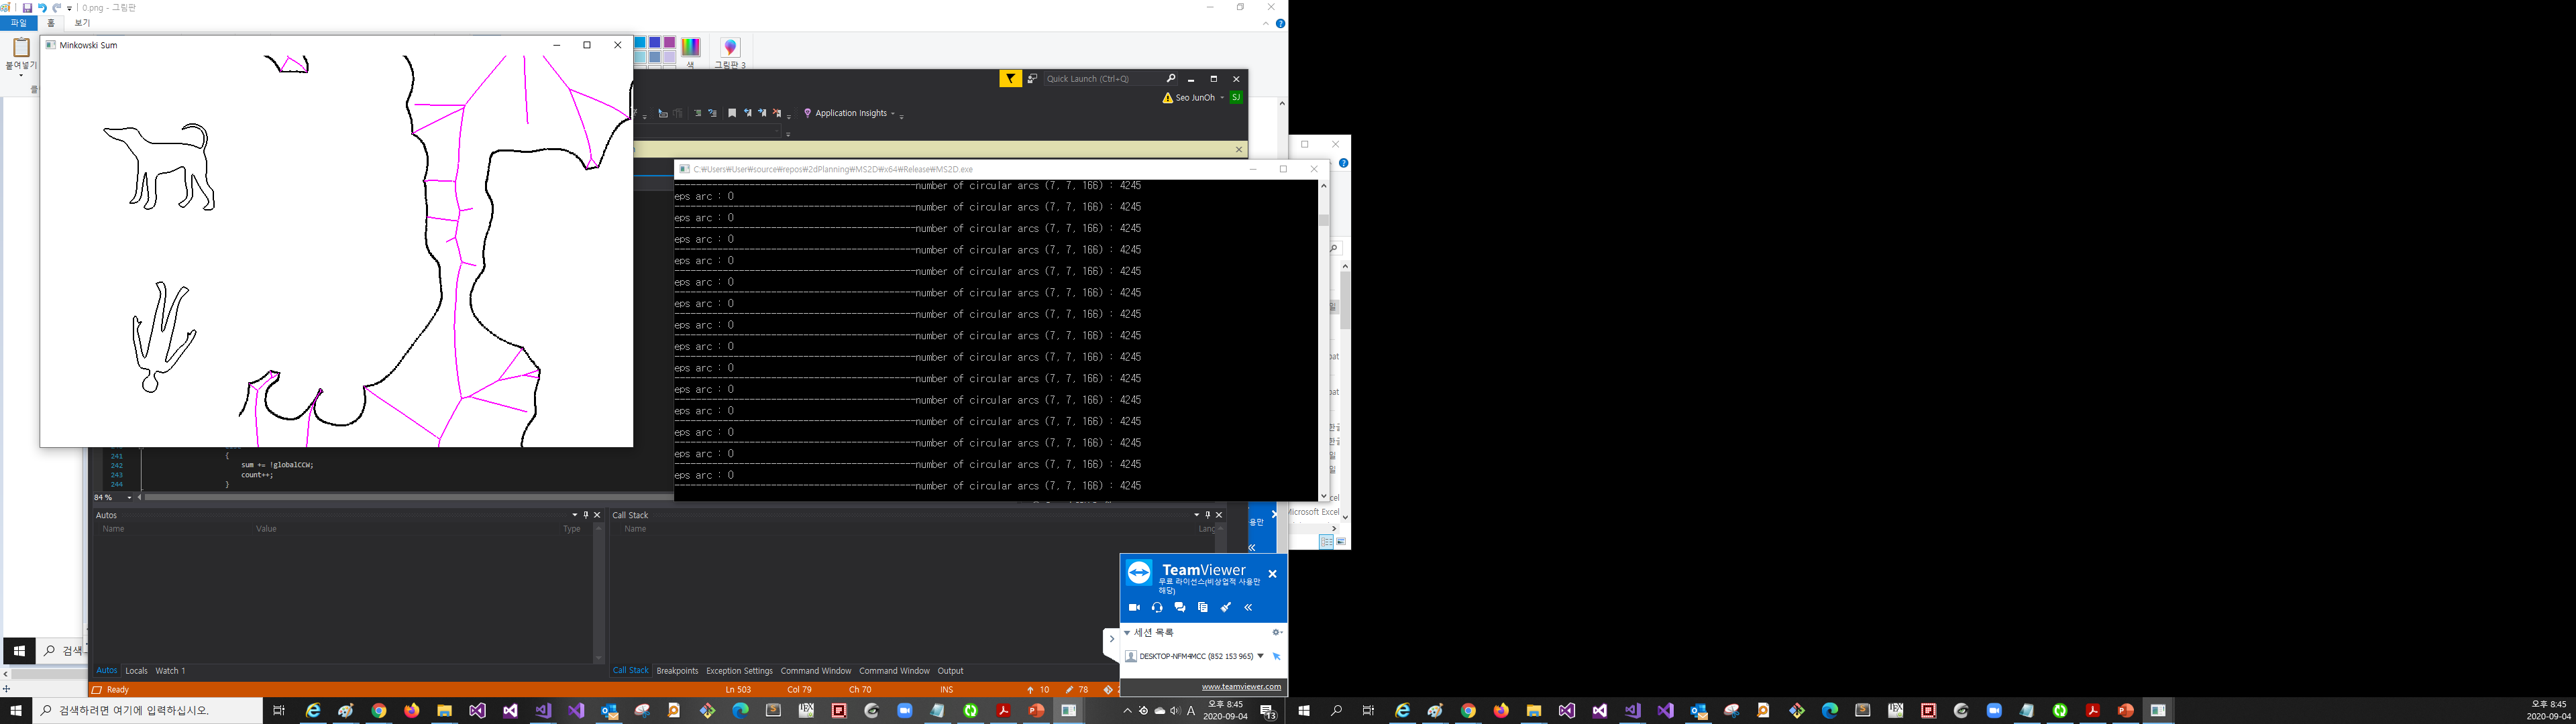 0.png - 그림판
파일 홈 보기
붙여넣기
Minkowski Sum
색
그림판 3
Quick Launch (Ctrl+Q)
Seo JunOh SJ
Application Insights
C:₩Users₩User₩source₩repos₩2dPlanning₩MS2D₩x64₩Release₩MS2D.exe
number of circular arcs (7, 7, 166) : 4245
eps arc : 0
number of circular arcs (7, 7, 166) : 4245
eps arc : 0
number of circular arcs (7, 7, 166) : 4245
eps arc : 0
number of circular arcs (7, 7, 166) : 4245
eps arc : 0
number of circular arcs (7, 7, 166) : 4245
eps arc : 0
number of circular arcs (7, 7, 166) : 4245
eps arc : 0
number of circular arcs (7, 7, 166) : 4245
eps arc : 0
number of circular arcs (7, 7, 166) : 4245
eps arc : 0
number of circular arcs (7, 7, 166) : 4245
eps arc : 0
number of circular arcs (7, 7, 166) : 4245
eps arc : 0
number of circular arcs (7, 7, 166) : 4245
eps arc : 0
number of circular arcs (7, 7, 166) : 4245
eps arc : 0
number of circular arcs (7, 7, 166) : 4245
eps arc : 0
number of circular arcs (7, 7, 166) : 4245
eps arc : 0
number of circular arcs (7, 7, 166) : 4245
241 {
242 sum += !globalCCW;
243 count++;
244 }
84 %
Microsoft Excel
Autos
Name Value Type
Call Stack
Name Lang
TeamViewer
무료 라이선스(비상업적 사용만
해당)
세션 목록
DESKTOP-NFM4MCC (852 153 965)
www.teamviewer.com
Autos Locals Watch 1
Call Stack Breakpoints Exception Settings Command Window Command Window Output
Ready Ln 503 Col 79 Ch 70 INS 10 78
검색하려면 여기에 입력하십시오.
A 오후 8:45
2020-09-04
13
오후 8:45
2020-09-04